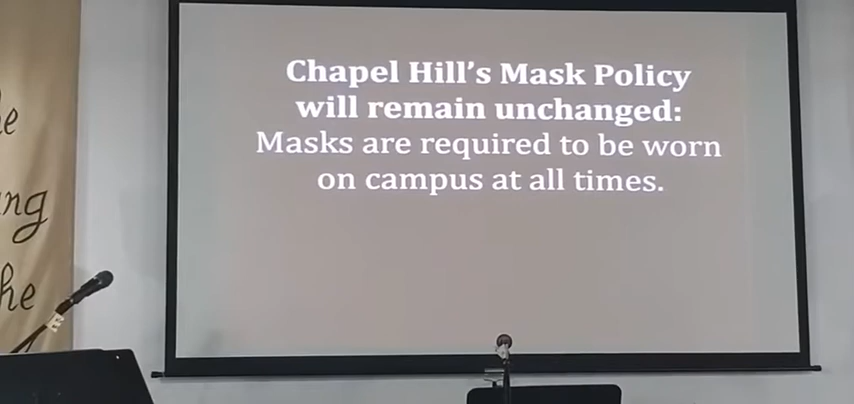 Chapel Hill's Mask Policy
will remain unchanged:
Masks are required to be worn
on campus at all times.